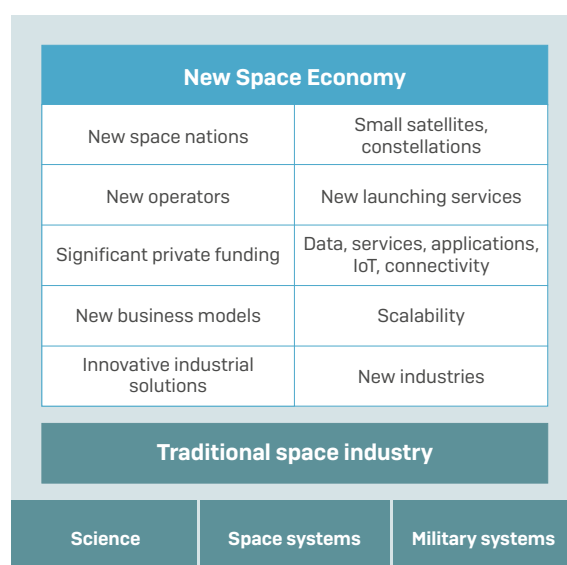 New Space Economy
New space nations
Small satellites,
constellations
New operators
New launching services
Significant private funding
Data, services, applications,
IoT, connectivity
New business models
Scalability
Innovative industrial
solutions
New industries
Traditional space industry
Science
Space systems
Military systems